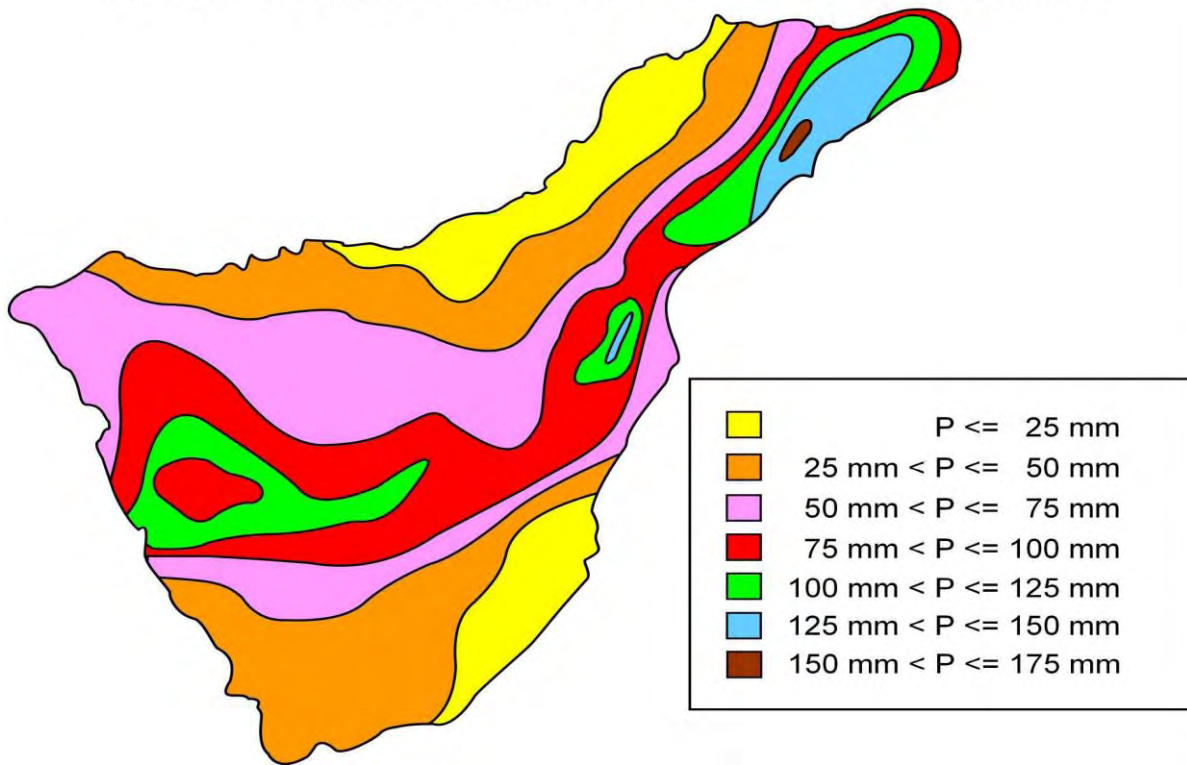 P <= 25 mm
25 mm < P <= 50 mm
50 mm < P <= 75 mm
75 mm < P <= 100 mm
100 mm < P <= 125 mm
125 mm < P <= 150 mm
150 mm < P <= 175 mm